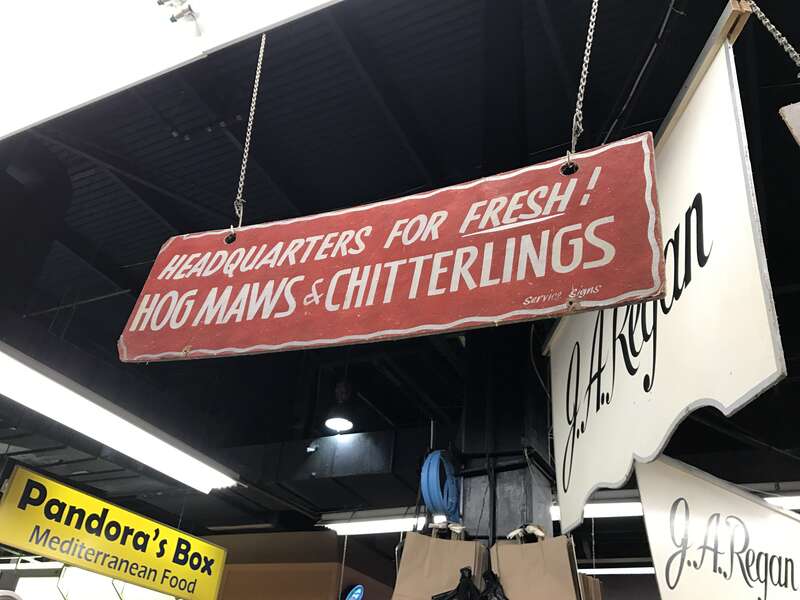 HEADQUARTERS FOR FRESH!
HOG MAWS & CHITTERLINGS
Service Signs
J.A.Regan
J.A.Regan
Pandora's Box
Mediterranean Food